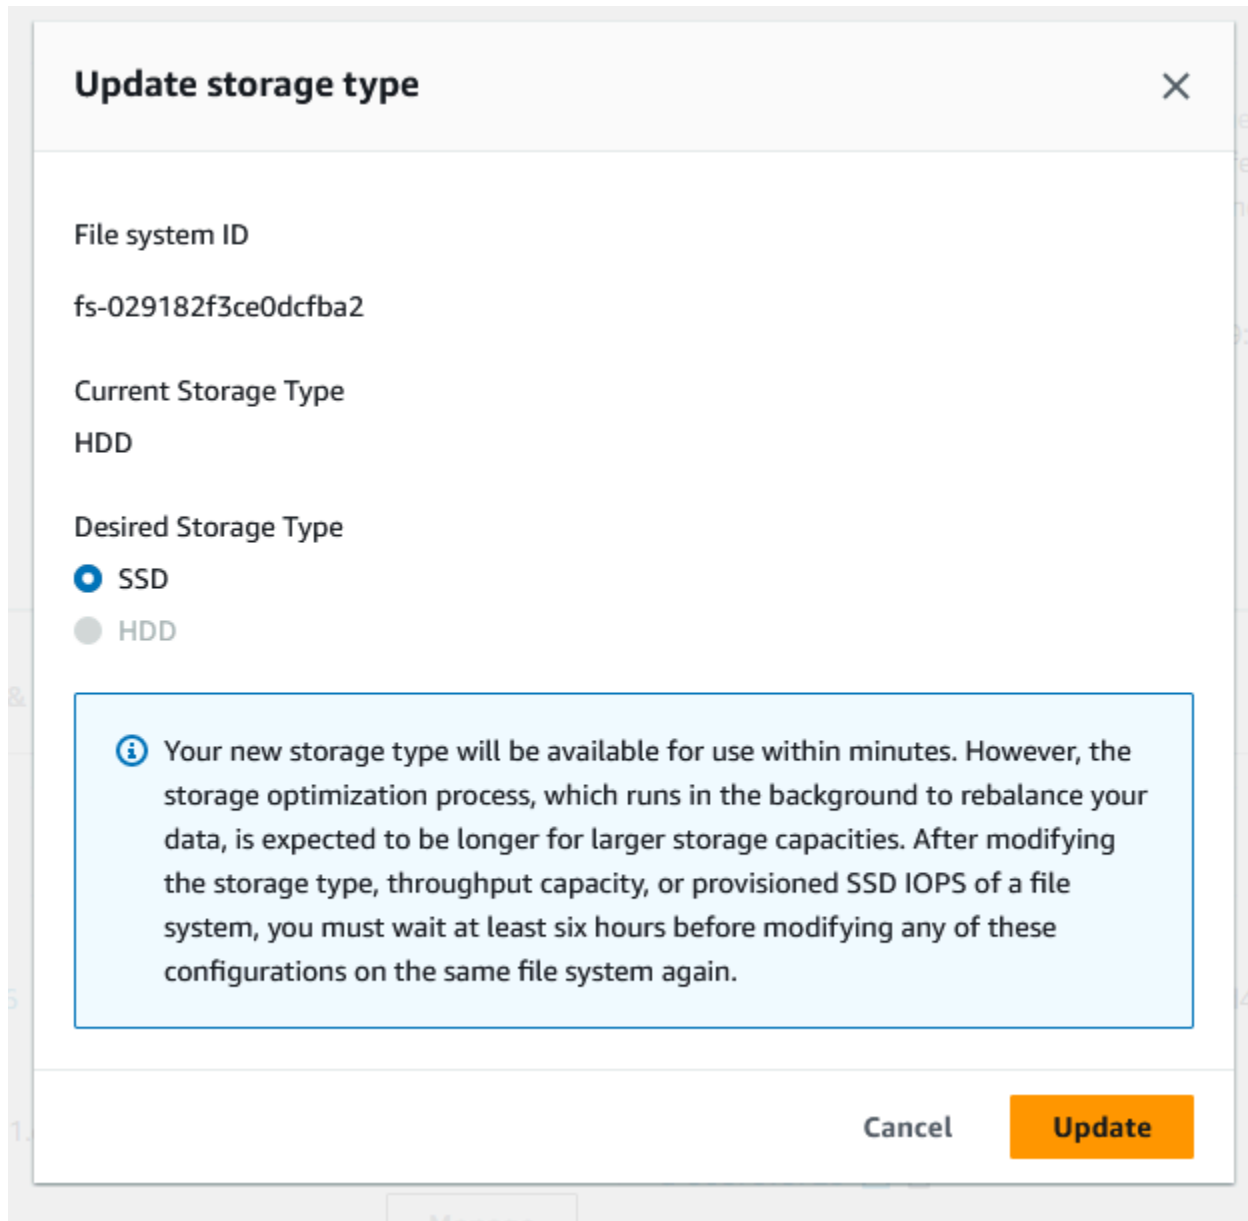 Update storage type
File system ID
fs-029182f3ce0dcfba2
Current Storage Type
HDD
Desired Storage Type
SSD
HDD
Your new storage type will be available for use within minutes. However, the
storage optimization process, which runs in the background to rebalance your
data, is expected to be longer for larger storage capacities. After modifying
the storage type, throughput capacity, or provisioned SSD IOPS of a file
system, you must wait at least six hours before modifying any of these
configurations on the same file system again.
Cancel
Update